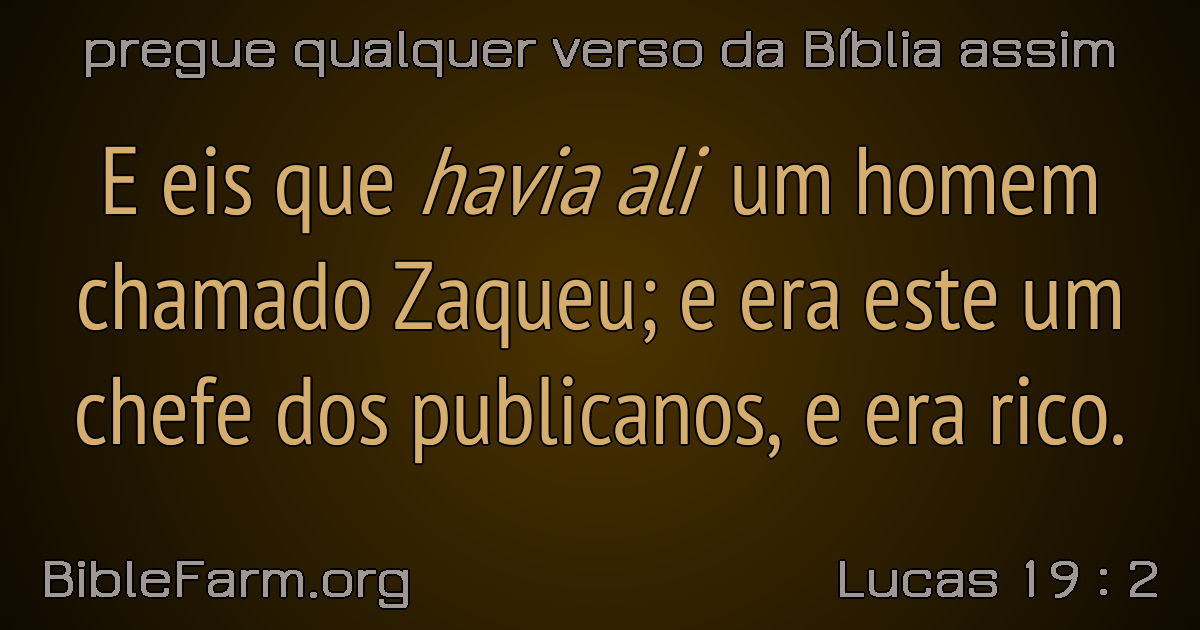 pregue qualquer verso da Bíblia assim
E eis que havia ali um homem
chamado Zaqueu; e era este um
chefe dos publicanos, e era rico.
BibleFarm.org
Lucas 19 : 2